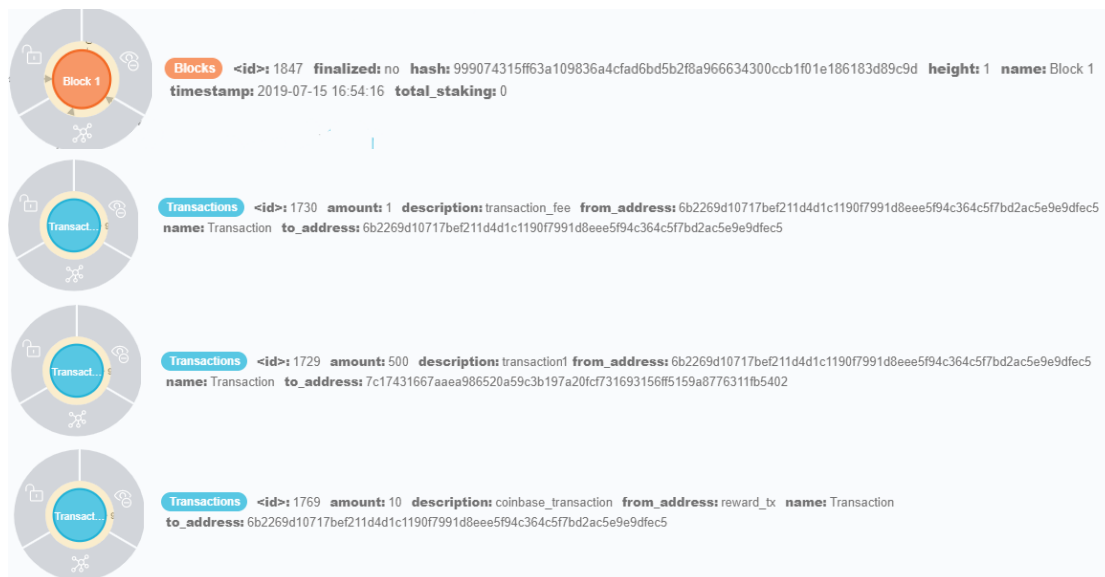 Block 1
Blocks <id>: 1847 finalized: no hash: 999074315ff63a109836a4cfad6bd5b2f8a966634300ccb1f01e186183d89c9d height: 1 name: Block 1
timestamp: 2019-07-15 16:54:16 total_staking: 0
Transact...
Transactions <id>: 1730 amount: 1 description: transaction_fee from_address: 6b2269d10717bef211d4d1c1190f7991d8eee5f94c364c5f7bd2ac5e9e9dfec5
name: Transaction to_address: 6b2269d10717bef211d4d1c1190f7991d8eee5f94c364c5f7bd2ac5e9e9dfec5
Transact...
Transactions <id>: 1729 amount: 500 description: transaction1 from_address: 6b2269d10717bef211d4d1c1190f7991d8eee5f94c364c5f7bd2ac5e9e9dfec5
name: Transaction to_address: 7c17431667aaea986520a59c3b197a20fcf731693156ff5159a8776311fb5402
Transact...
Transactions <id>: 1769 amount: 10 description: coinbase_transaction from_address: reward_tx name: Transaction
to_address: 6b2269d10717bef211d4d1c1190f7991d8eee5f94c364c5f7bd2ac5e9e9dfec5